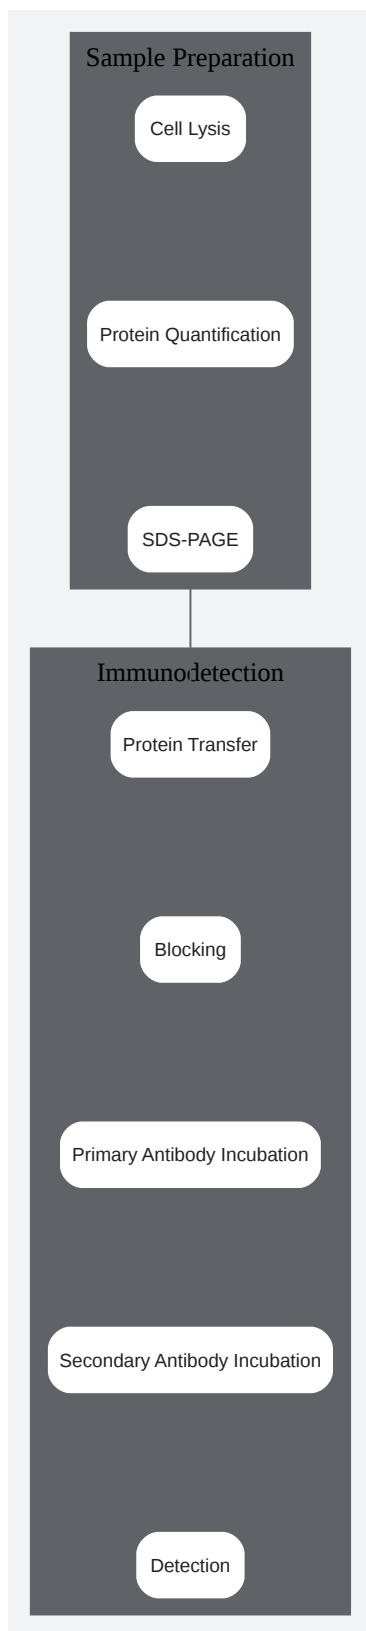 Sample Preparation
Cell Lysis
Protein Quantification
SDS-PAGE
Immunodetection
Protein Transfer
Blocking
Primary Antibody Incubation
Secondary Antibody Incubation
Detection